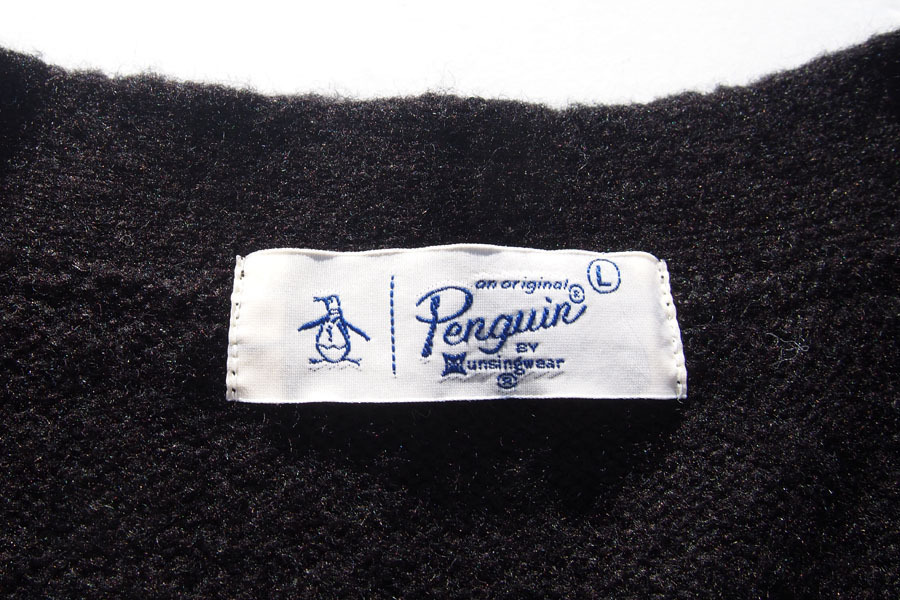 an original ® Ⓛ
Penguin
BY
Munsingwear
®